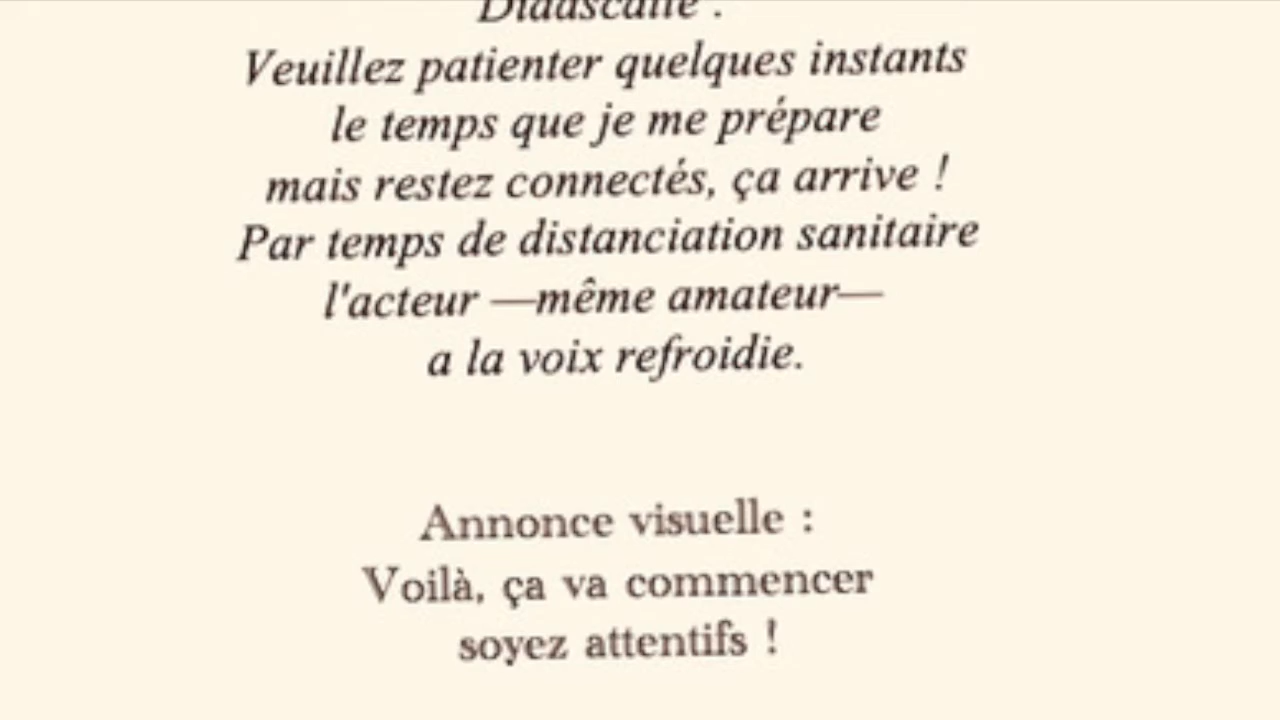 Didascalie :
Veuillez patienter quelques instants
le temps que je me prépare
mais restez connectés, ça arrive !
Par temps de distanciation sanitaire
l'acteur —même amateur—
a la voix refroidie.
Annonce visuelle :
Voilà, ça va commencer
soyez attentifs !